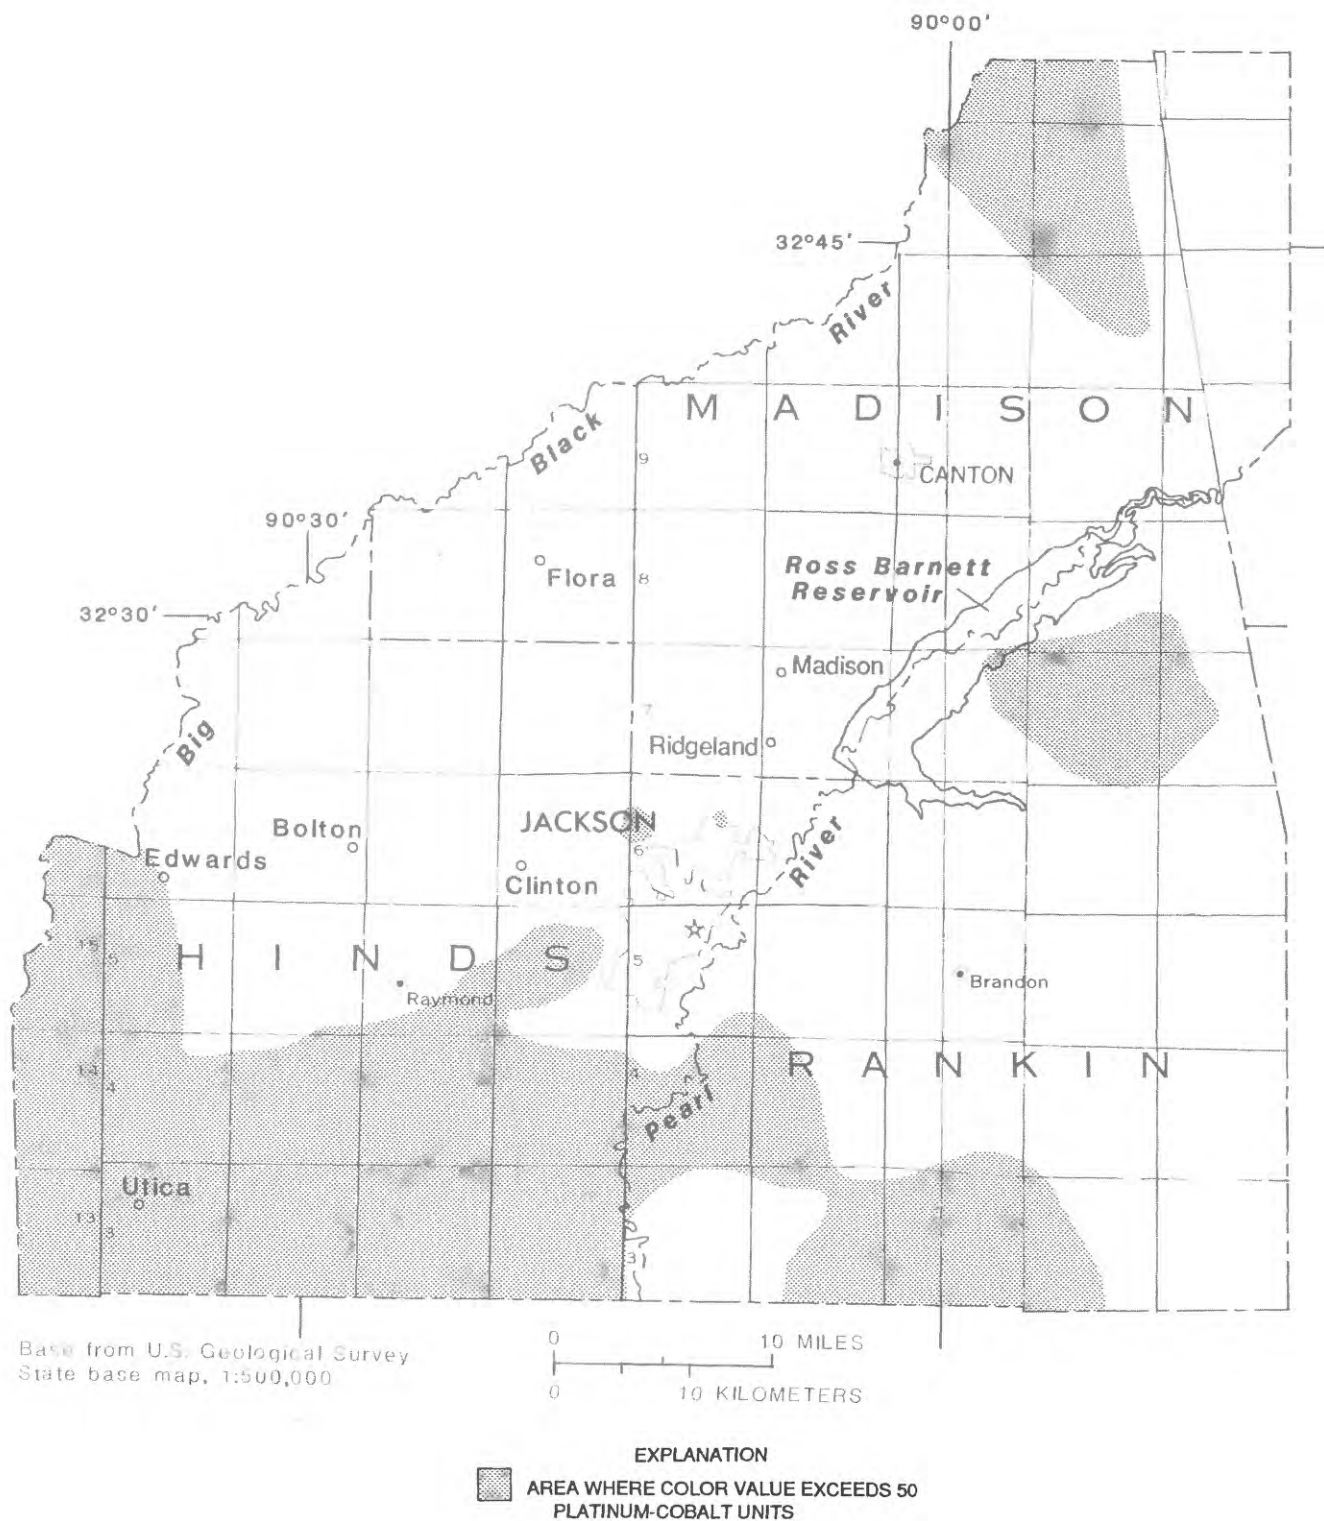 90°00'
32°45'
River
M A D I S O N
Black
9
CANTON
90°30'
Ross Barnett
Reservoir
Flora
8
32°30'
Madison
7
Big
Ridgeland
JACKSON
Bolton
6
River
Edwards
Clinton
15
5
H I N D S
5
Brandon
Raymond
R A N K I N
14
4
4
Pearl
Utica
13
3
3
Base from U.S. Geological Survey
State base map, 1:500,000
0 10 MILES
0 10 KILOMETERS
EXPLANATION
AREA WHERE COLOR VALUE EXCEEDS 50
PLATINUM-COBALT UNITS